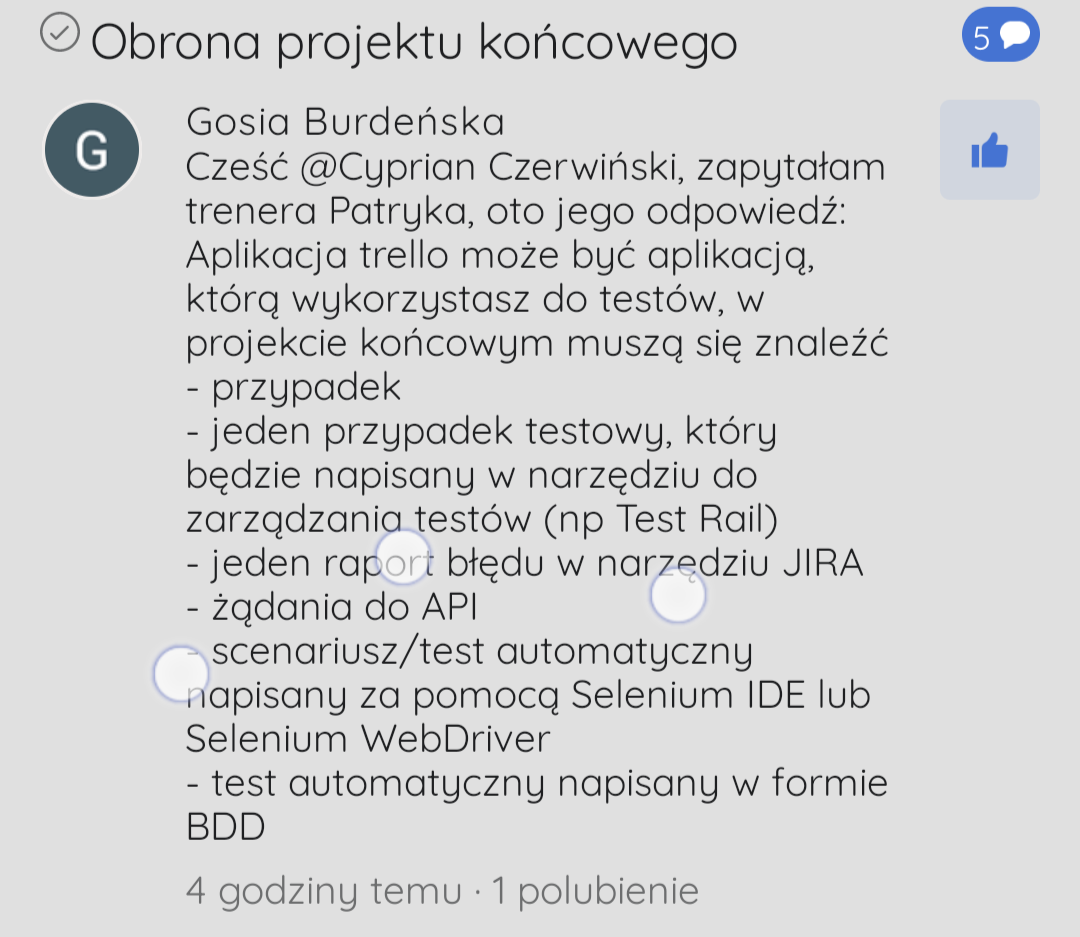 Obrona projektu końcowego
5
G
Gosia Burdeńska
Cześć @Cyprian Czerwiński, zapytałam
trenera Patryka, oto jego odpowiedź:
Aplikacja trello może być aplikacją,
którą wykorzystasz do testów, w
projekcie końcowym muszą się znaleźć
- przypadek
- jeden przypadek testowy, który
będzie napisany w narzędziu do
zarządzania testów (np Test Rail)
- jeden raport błędu w narzędziu JIRA
- żądania do API
- scenariusz/test automatyczny
napisany za pomocą Selenium IDE lub
Selenium WebDriver
- test automatyczny napisany w formie
BDD
4 godziny temu · 1 polubienie